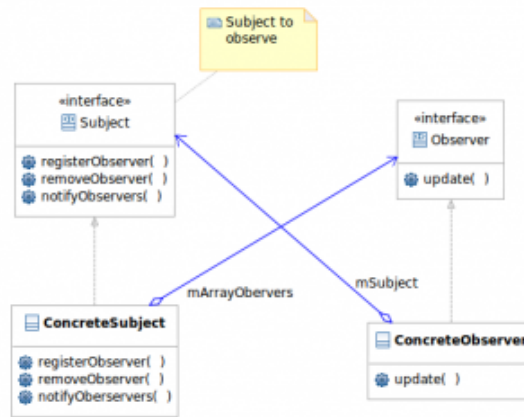 Subject to
observe
«interface»
Subject
registerObserver( )
removeObserver( )
notifyObservers( )
«interface»
Observer
update( )
mArrayObervers
mSubject
ConcreteSubject
registerObserver( )
removeObserver( )
notifyOberservers( )
ConcreteObserver
update( )